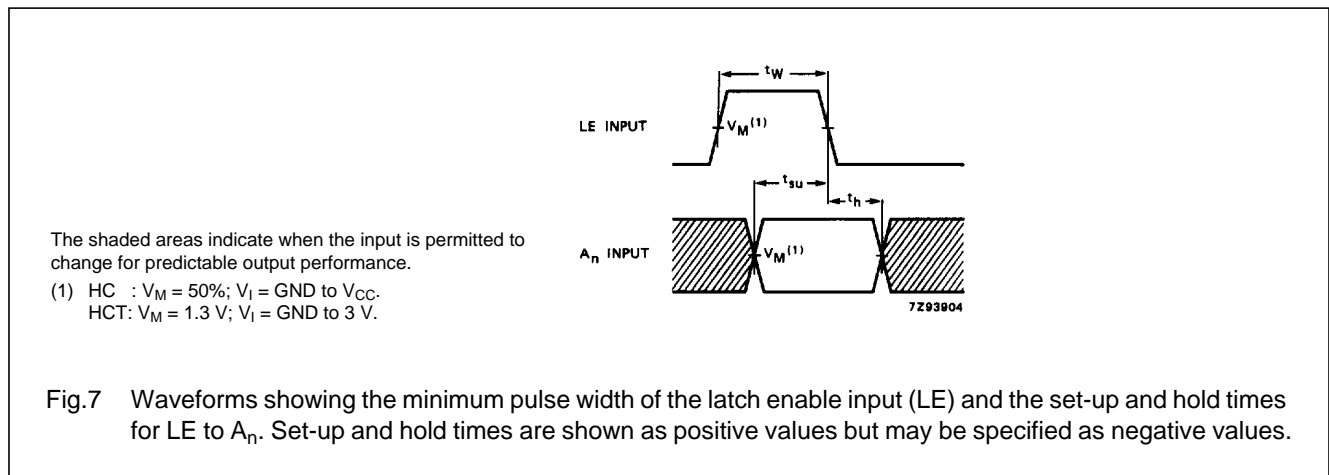 t_W
LE INPUT
V_M(1)
t_su
t_h
A_n INPUT
V_M(1)
7Z93904
The shaded areas indicate when the input is permitted to
change for predictable output performance.
(1) HC : V_M = 50%; V_I = GND to V_CC.
HCT: V_M = 1.3 V; V_I = GND to 3 V.
Fig.7 Waveforms showing the minimum pulse width of the latch enable input (LE) and the set-up and hold times
for LE to A_n. Set-up and hold times are shown as positive values but may be specified as negative values.